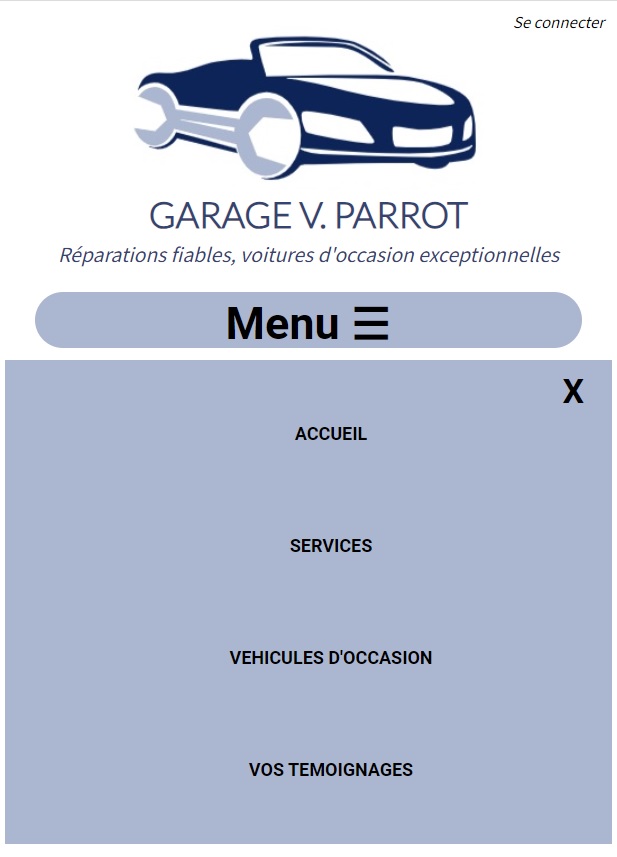 Se connecter
GARAGE V. PARROT
Réparations fiables, voitures d'occasion exceptionnelles
Menu ☰
X
ACCUEIL
SERVICES
VEHICULES D'OCCASION
VOS TEMOIGNAGES